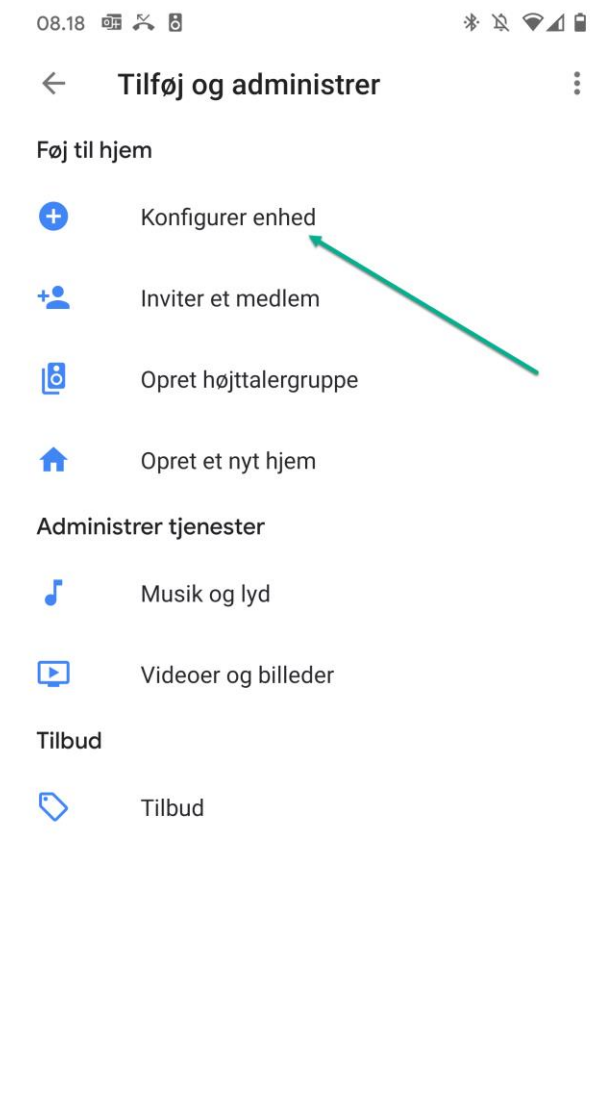 08.18
Tilføj og administrer
Føj til hjem
Konfigurer enhed
Inviter et medlem
Opret højttalergruppe
Opret et nyt hjem
Administrer tjenester
Musik og lyd
Videoer og billeder
Tilbud
Tilbud